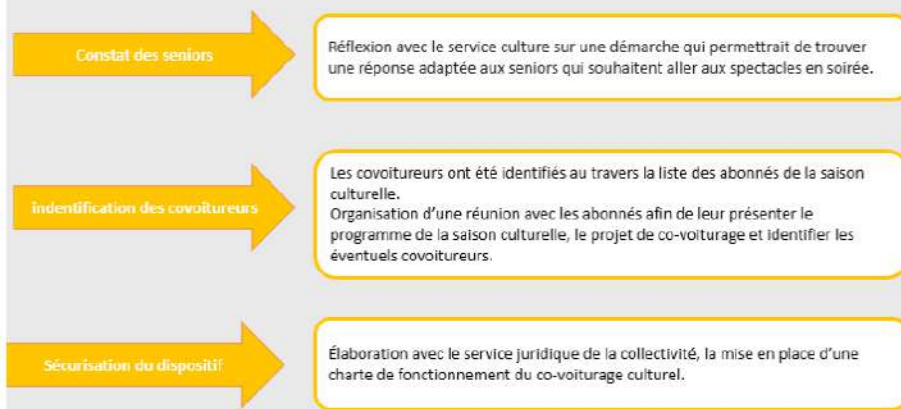 Constat des seniors
Réflexion avec le service culture sur une démarche qui permettrait de trouver
une réponse adaptée aux seniors qui souhaitent aller aux spectacles en soirée.
indentification des covoitureurs
Les covoitureurs ont été identifiés au travers la liste des abonnés de la saison
culturelle.
Organisation d'une réunion avec les abonnés afin de leur présenter le
programme de la saison culturelle, le projet de co-voiturage et identifier les
éventuels covoitureurs.
Sécurisation du dispositif
Élaboration avec le service juridique de la collectivité, la mise en place d'une
charte de fonctionnement du co-voiturage culturel.